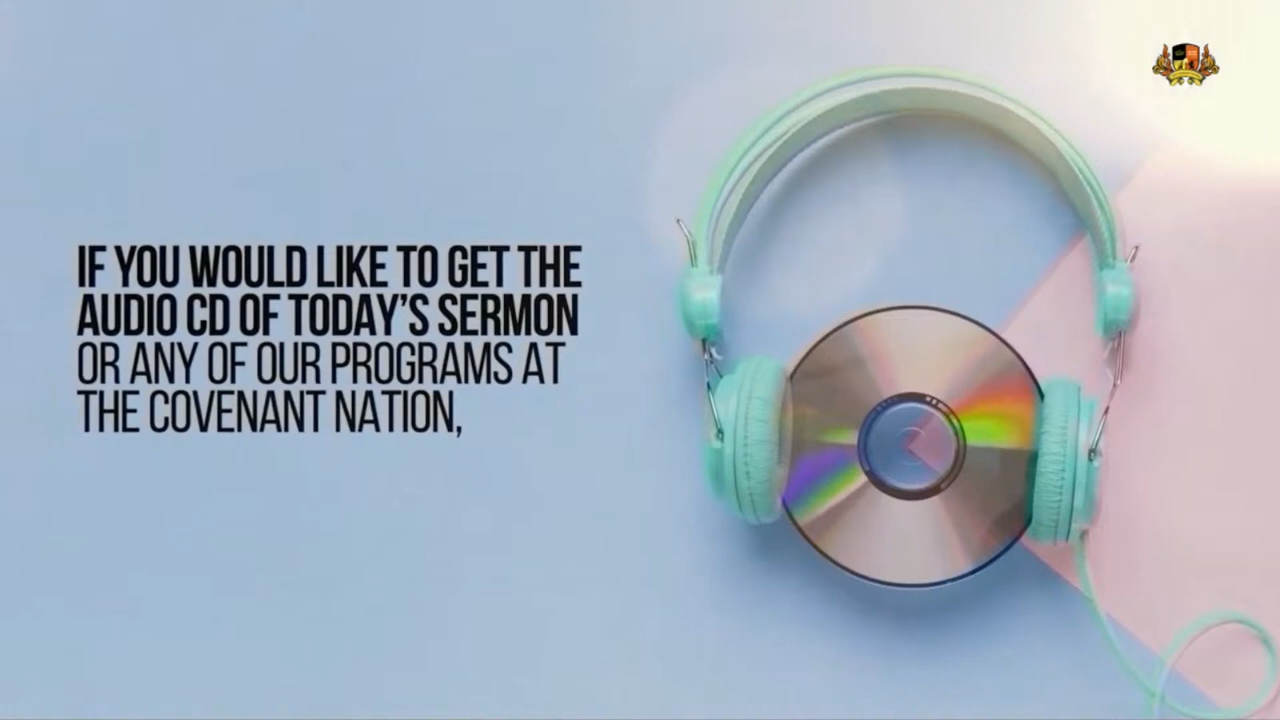 IF YOU WOULD LIKE TO GET THE
AUDIO CD OF TODAY’S SERMON
OR ANY OF OUR PROGRAMS AT
THE COVENANT NATION,